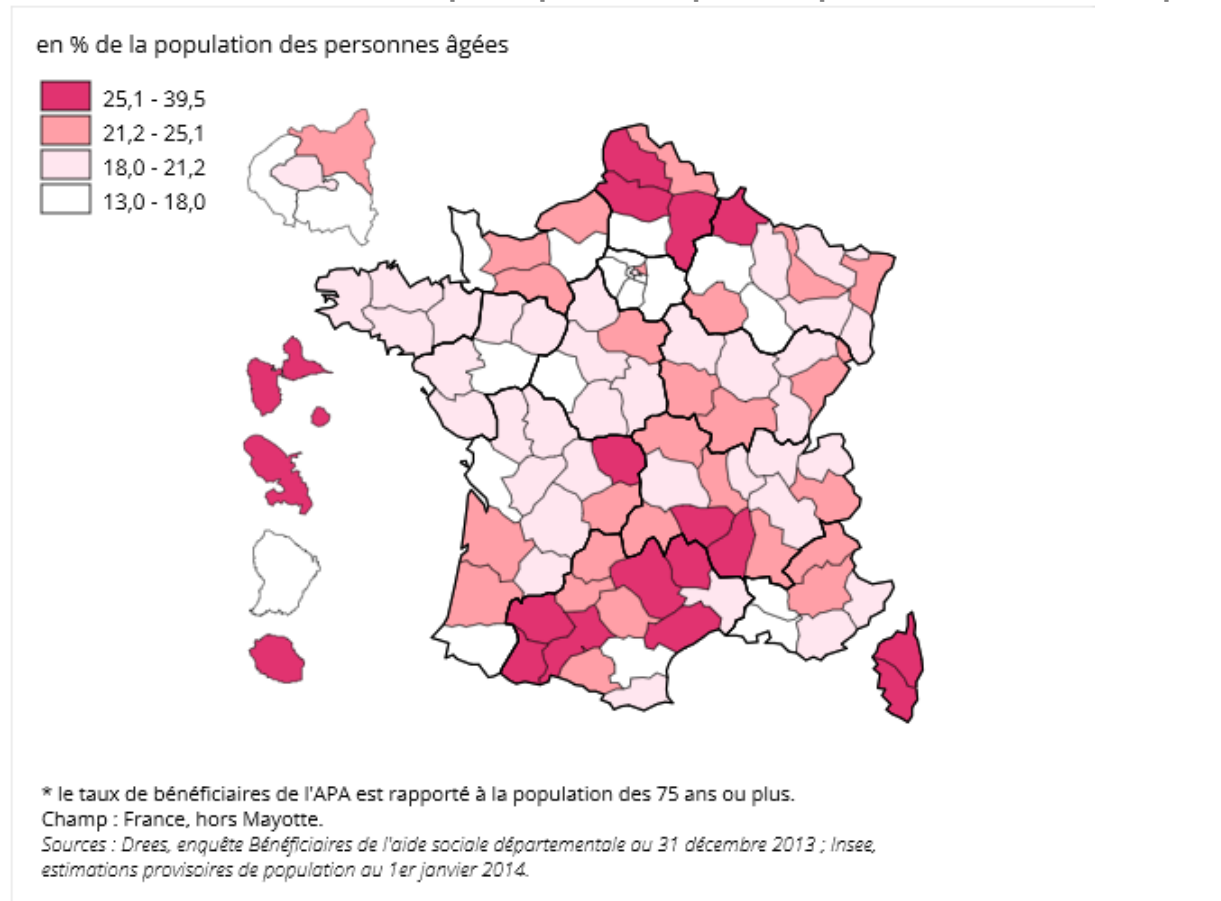 en % de la population des personnes âgées
25,1 - 39,5
21,2 - 25,1
18,0 - 21,2
13,0 - 18,0
* le taux de bénéficiaires de l'APA est rapporté à la population des 75 ans ou plus.
Champ : France, hors Mayotte.
Sources : Drees, enquête Bénéficiaires de l'aide sociale départementale au 31 décembre 2013 ; Insee,
estimations provisoires de population au 1er janvier 2014.